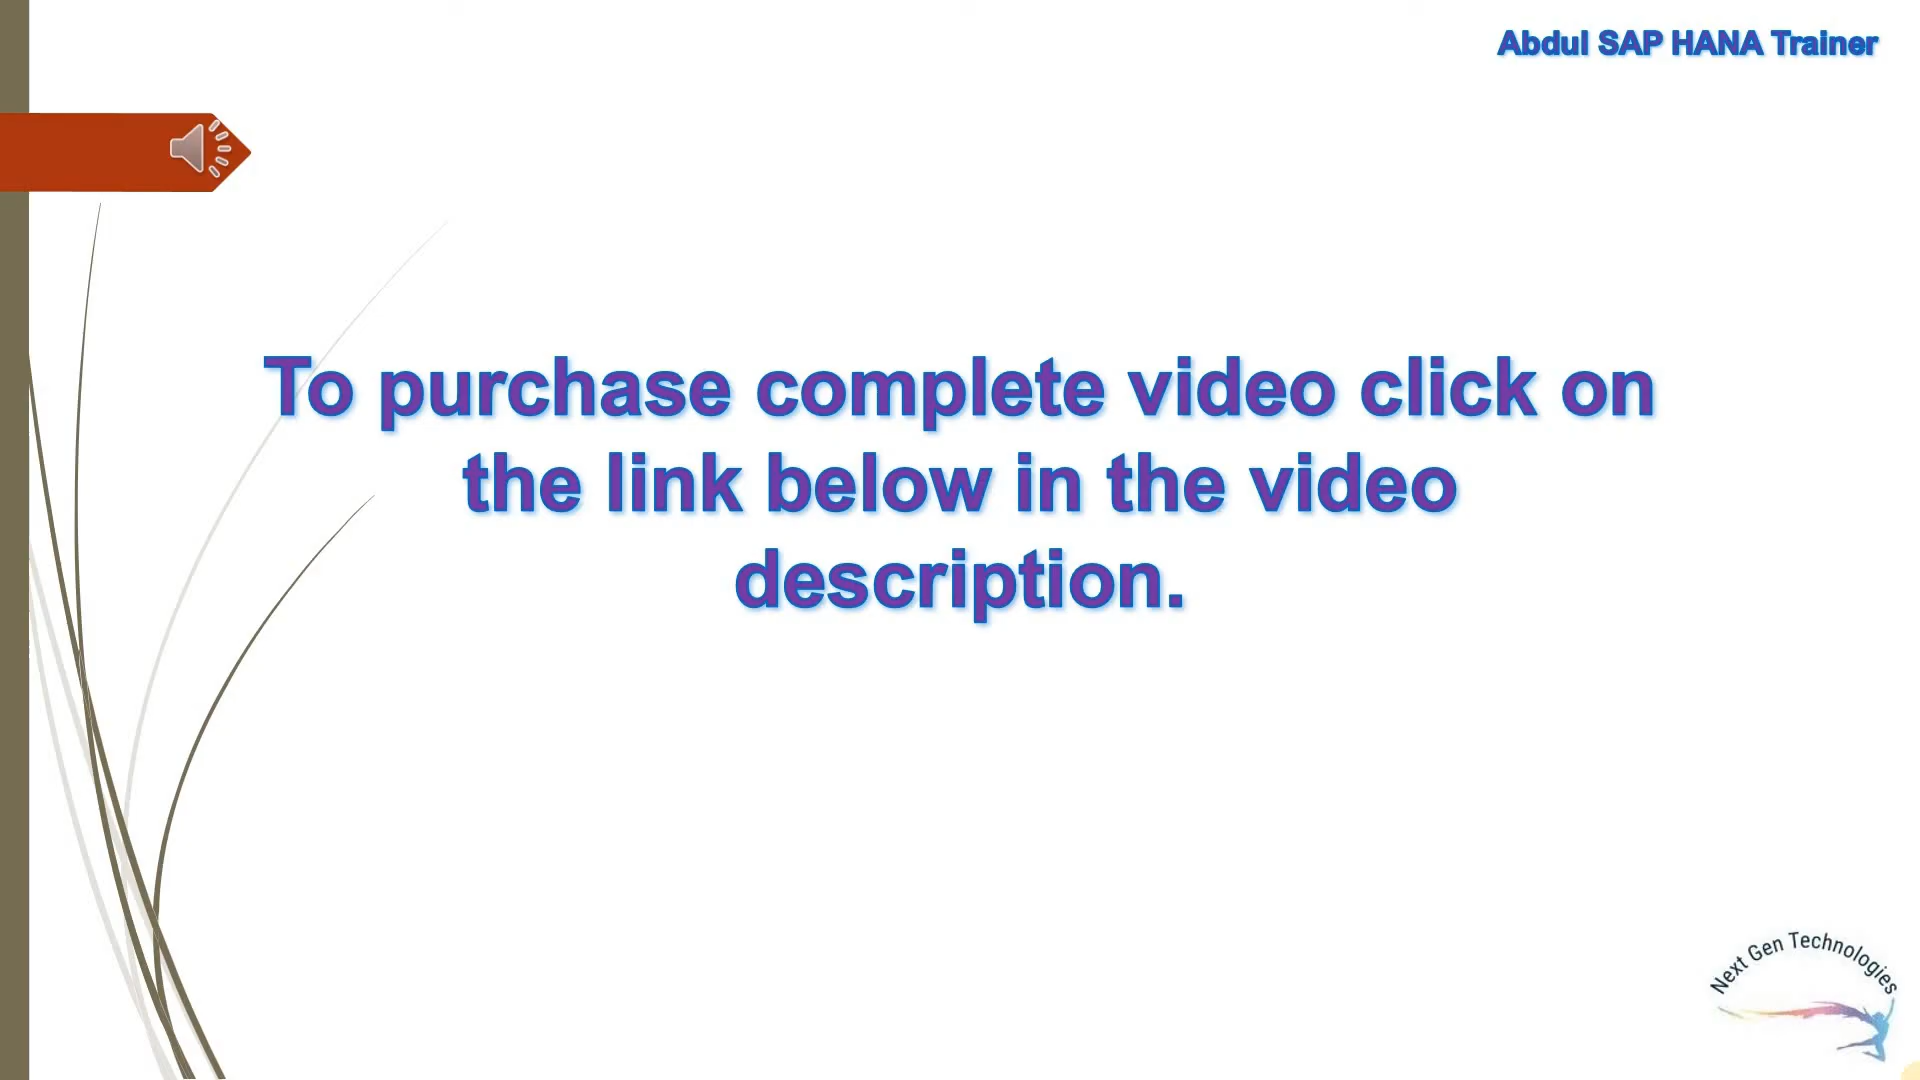 Abdul SAP HANA Trainer
To purchase complete video click on
the link below in the video
description.
Next Gen Technologies